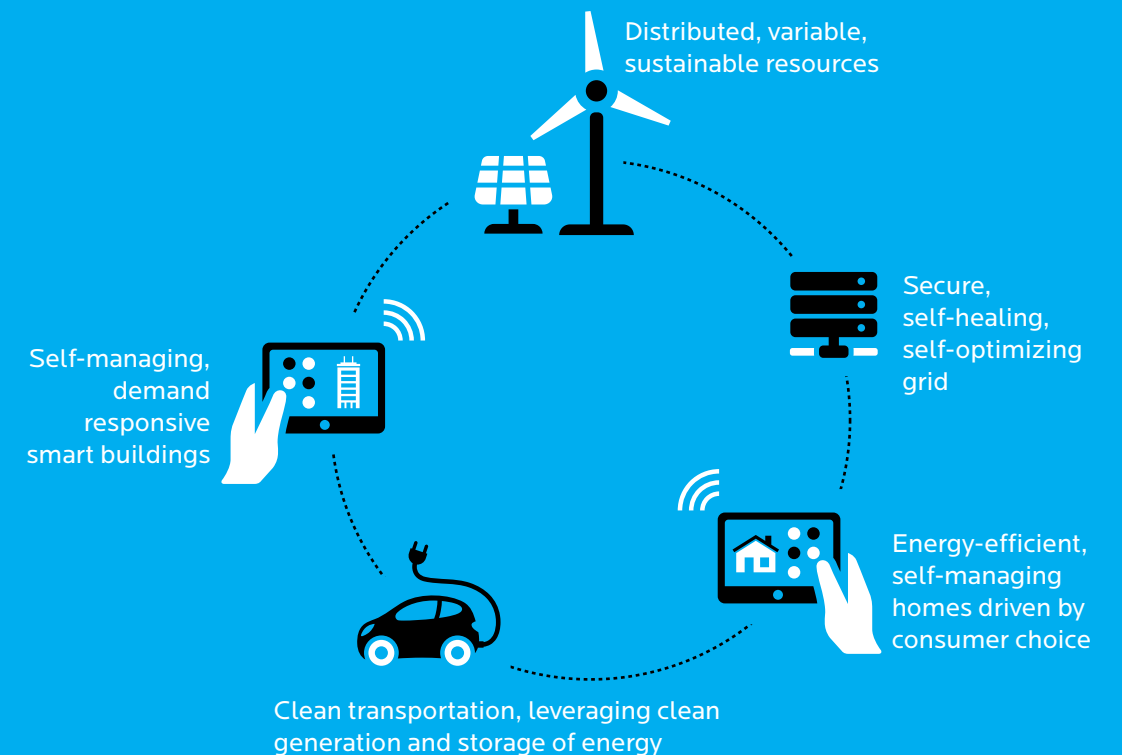 Distributed, variable,
sustainable resources
Secure,
self-healing,
self-optimizing
grid
Energy-efficient,
self-managing
homes driven by
consumer choice
Clean transportation, leveraging clean
generation and storage of energy
Self-managing,
demand
responsive
smart buildings